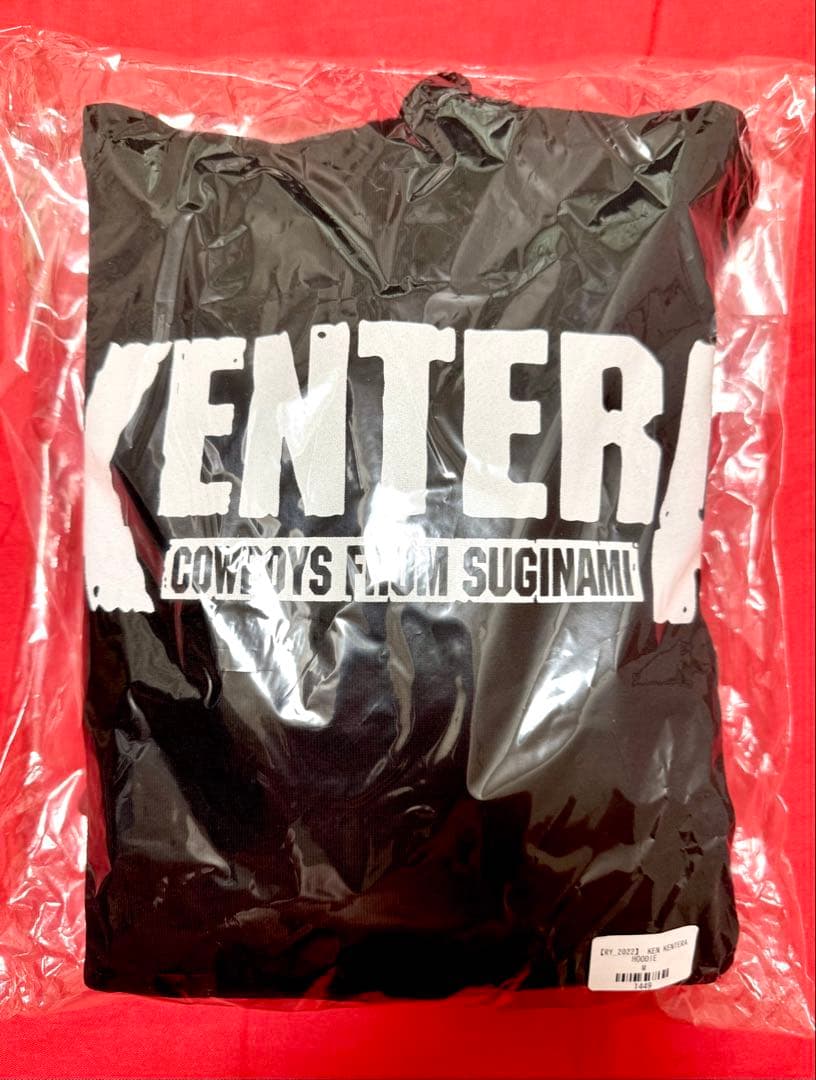 KENTERA
COWBOYS FROM SUGINAMI
【RY_2022】 KEN KENTERA
HOODIE
M
1449